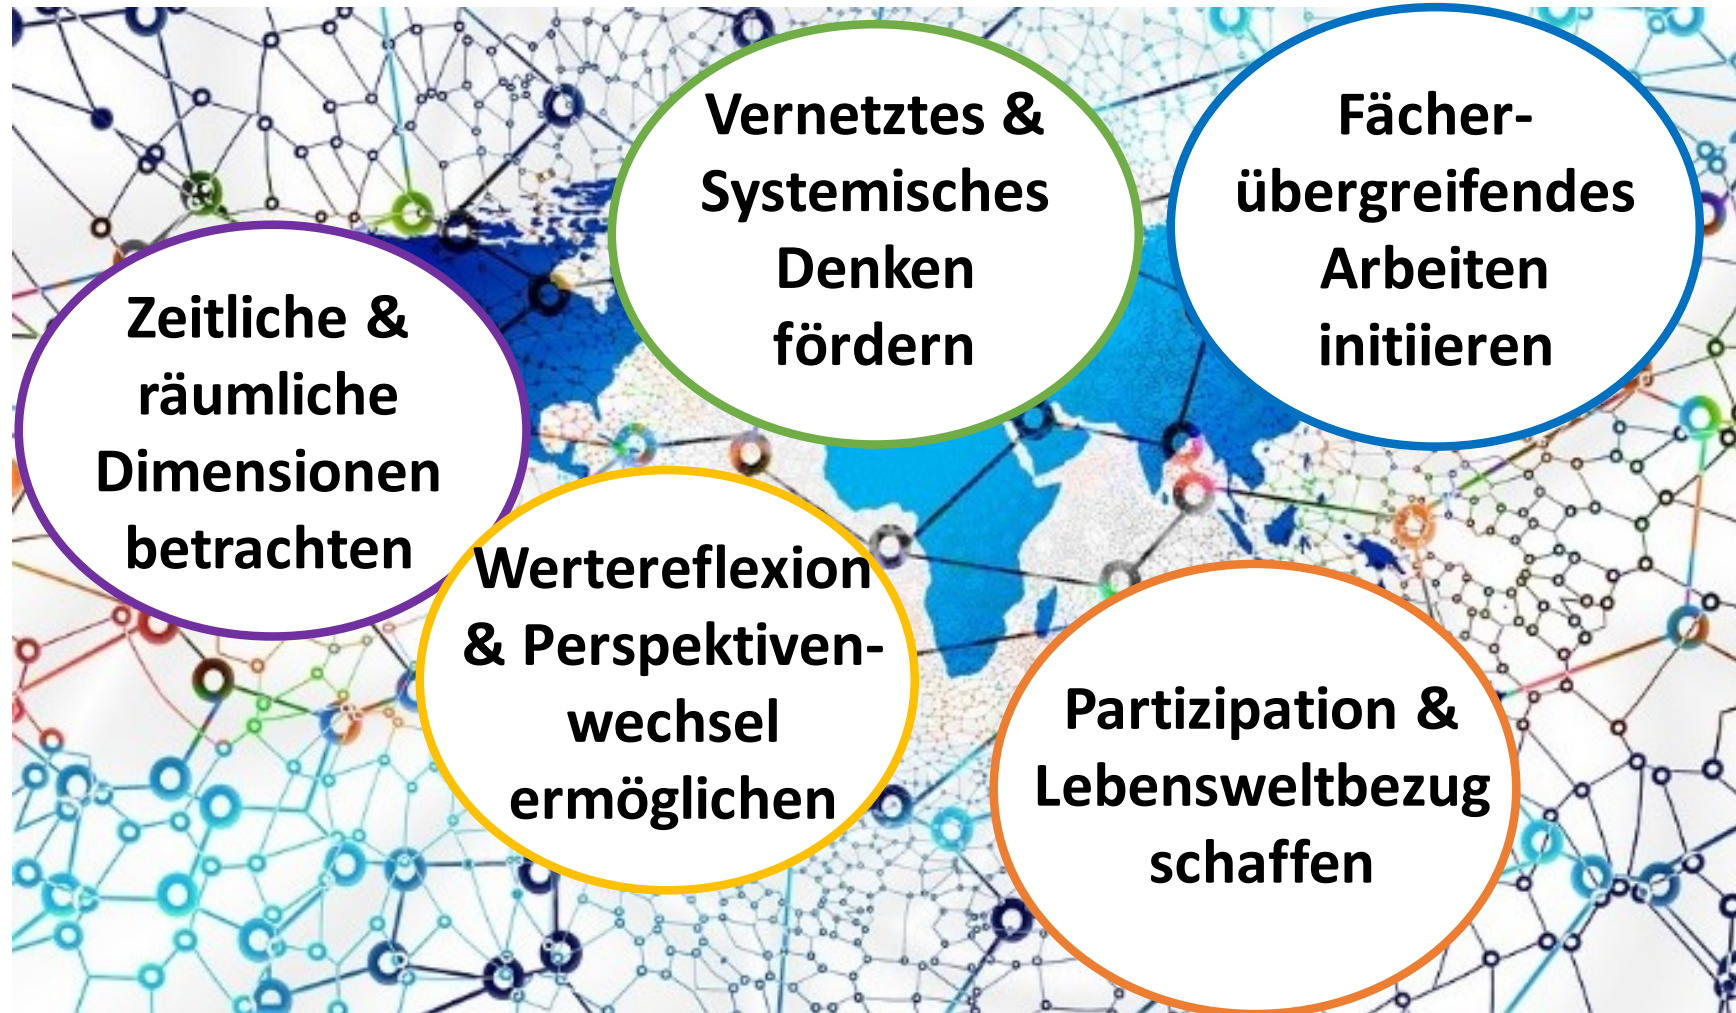 Zeitliche &
räumliche
Dimensionen
betrachten
Vernetztes &
Systemisches
Denken
fördern
Fächer-
übergreifendes
Arbeiten
initiieren
Wertereflexion
& Perspektiven-
wechsel
ermöglichen
Partizipation &
Lebensweltbezug
schaffen